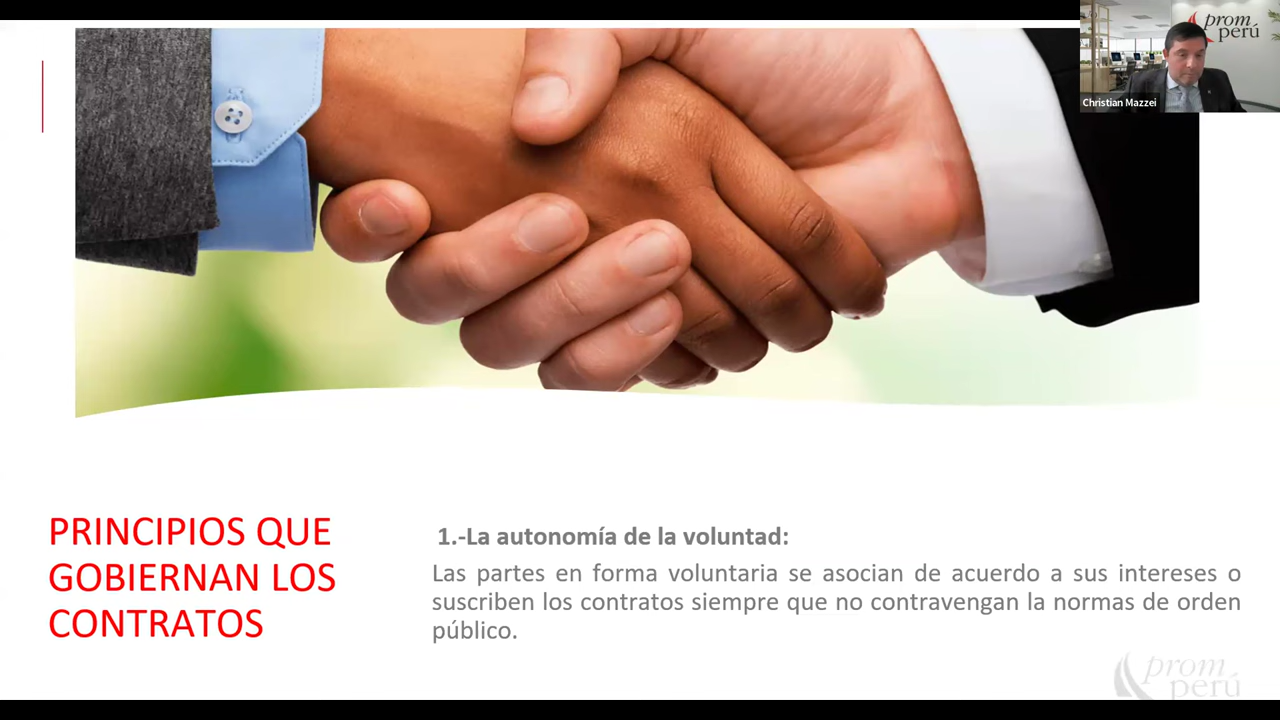 prom
perú
Christian Mazzei
PRINCIPIOS QUE
GOBIERNAN LOS
CONTRATOS
1.-La autonomía de la voluntad:
Las partes en forma voluntaria se asocian de acuerdo a sus intereses o
suscriben los contratos siempre que no contravengan la normas de orden
público.
prom
perú